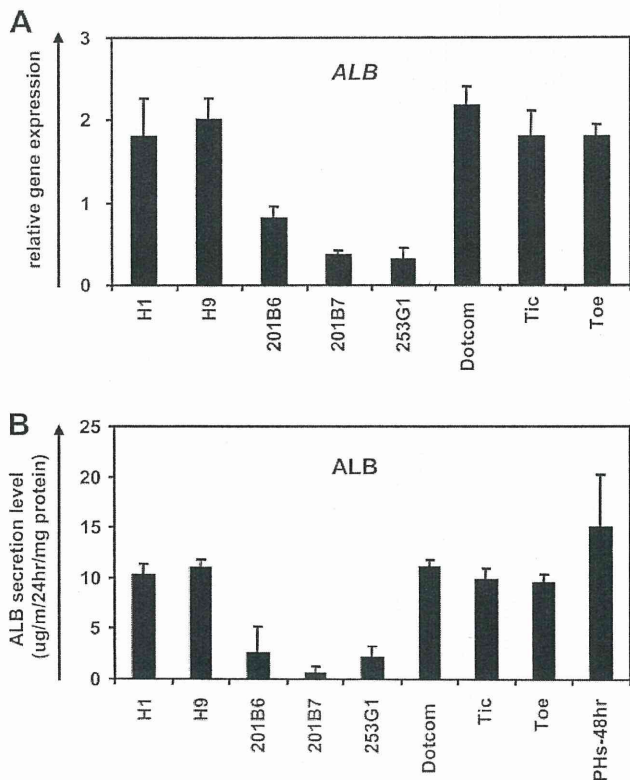 A
relative gene expression
3
2
1
0
ALB
H1
H9
201B6
201B7
253G1
Dotcom
Tic
Toe
B
ALB secretion level
(ug/m/24hr/mg protein)
25
20
15
10
5
0
ALB
H1
H9
201B6
201B7
253G1
Dotcom
Tic
Toe
PHs-48hr